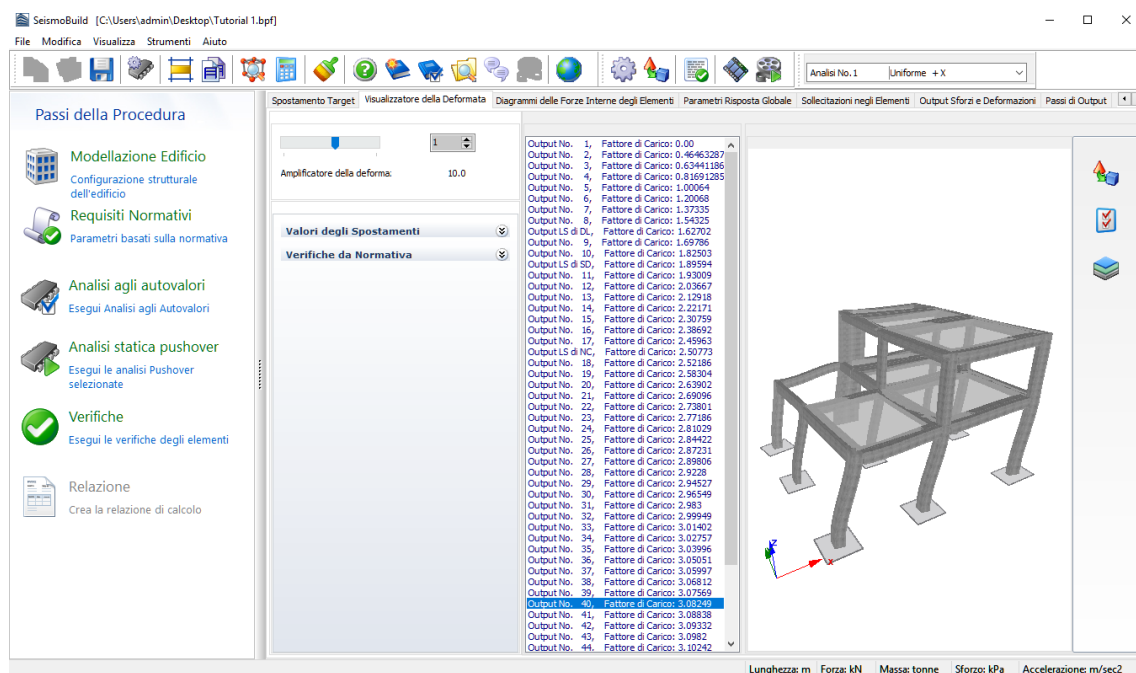 SeismoBuild [C:\Users\admin\Desktop\Tutorial 1.bpf]
File Modifica Visualizza Strumenti Aiuto
Analisi No.1 Uniforme +X
Passi della Procedura
Modellazione Edificio
Configurazione strutturale
dell'edificio
Requisiti Normativi
Parametri basati sulla normativa
Analisi agli autovalori
Esegui Analisi agli Autovalori
Analisi statica pushover
Esegui le analisi Pushover
selezionate
Verifiche
Esegui le verifiche degli elementi
Relazione
Crea la relazione di calcolo
Spostamento Target Visualizzatore della Deformata Diagrammi delle Forze Interne degli Elementi Parametri Risposta Globale Sollecitazioni negli Elementi Output Sforzi e Deformazioni Passi di Output
1
Amplificatore della deforma: 10.0
Valori degli Spostamenti
Verifiche da Normativa
Output No. 1, Fattore di Carico: 0.00
Output No. 2, Fattore di Carico: 0.46463287
Output No. 3, Fattore di Carico: 0.63441186
Output No. 4, Fattore di Carico: 0.81691285
Output No. 5, Fattore di Carico: 1.00064
Output No. 6, Fattore di Carico: 1.20068
Output No. 7, Fattore di Carico: 1.37335
Output No. 8, Fattore di Carico: 1.54325
Output LS di DL, Fattore di Carico: 1.62702
Output No. 9, Fattore di Carico: 1.69786
Output No. 10, Fattore di Carico: 1.82503
Output LS di SD, Fattore di Carico: 1.89594
Output No. 11, Fattore di Carico: 1.93009
Output No. 12, Fattore di Carico: 2.03667
Output No. 13, Fattore di Carico: 2.12918
Output No. 14, Fattore di Carico: 2.22171
Output No. 15, Fattore di Carico: 2.30759
Output No. 16, Fattore di Carico: 2.38692
Output No. 17, Fattore di Carico: 2.45963
Output LS di NC, Fattore di Carico: 2.50773
Output No. 18, Fattore di Carico: 2.52186
Output No. 19, Fattore di Carico: 2.58304
Output No. 20, Fattore di Carico: 2.63902
Output No. 21, Fattore di Carico: 2.69096
Output No. 22, Fattore di Carico: 2.73801
Output No. 23, Fattore di Carico: 2.77186
Output No. 24, Fattore di Carico: 2.81029
Output No. 25, Fattore di Carico: 2.84422
Output No. 26, Fattore di Carico: 2.87231
Output No. 27, Fattore di Carico: 2.89806
Output No. 28, Fattore di Carico: 2.9228
Output No. 29, Fattore di Carico: 2.94527
Output No. 30, Fattore di Carico: 2.96549
Output No. 31, Fattore di Carico: 2.983
Output No. 32, Fattore di Carico: 2.99949
Output No. 33, Fattore di Carico: 3.01402
Output No. 34, Fattore di Carico: 3.02757
Output No. 35, Fattore di Carico: 3.03996
Output No. 36, Fattore di Carico: 3.05051
Output No. 37, Fattore di Carico: 3.05997
Output No. 38, Fattore di Carico: 3.06812
Output No. 39, Fattore di Carico: 3.07569
Output No. 40, Fattore di Carico: 3.08249
Output No. 41, Fattore di Carico: 3.08838
Output No. 42, Fattore di Carico: 3.09332
Output No. 43, Fattore di Carico: 3.0982
Output No. 44, Fattore di Carico: 3.10242
z
x
Lunghezza: m Forza: kN Massa: tonne Sforzo: kPa Accelerazione: m/sec2